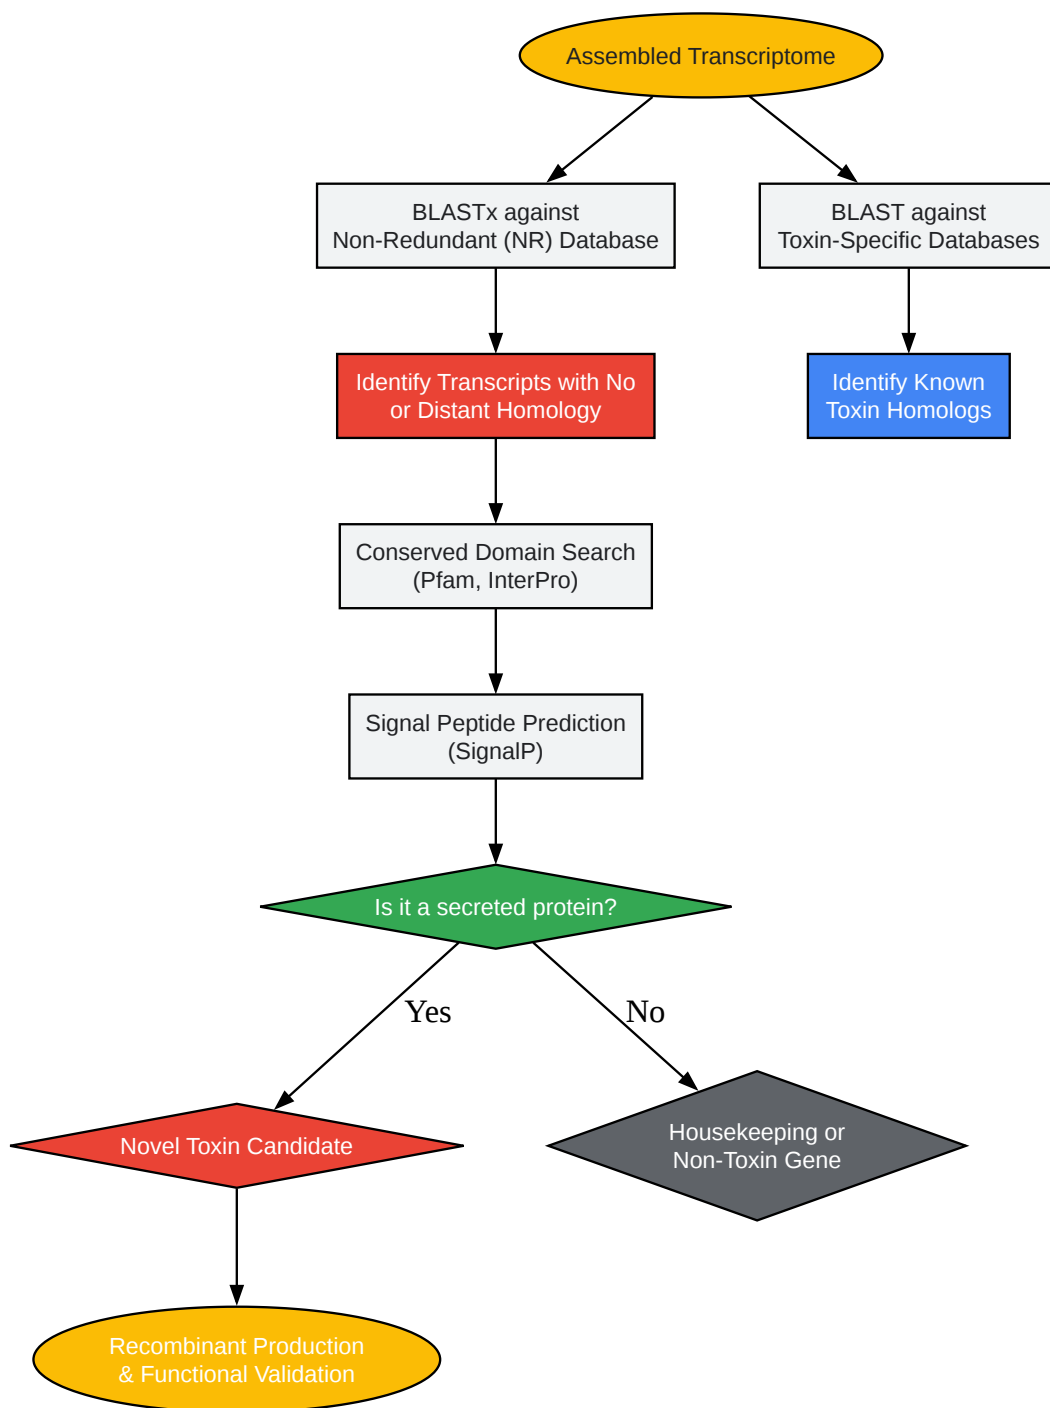 Assembled Transcriptome
BLASTx against
Non-Redundant (NR) Database
BLAST against
Toxin-Specific Databases
Identify Transcripts with No
or Distant Homology
Identify Known
Toxin Homologs
Conserved Domain Search
(Pfam, InterPro)
Signal Peptide Prediction
(SignalP)
Is it a secreted protein?
Yes
No
Novel Toxin Candidate
Housekeeping or
Non-Toxin Gene
Recombinant Production
& Functional Validation